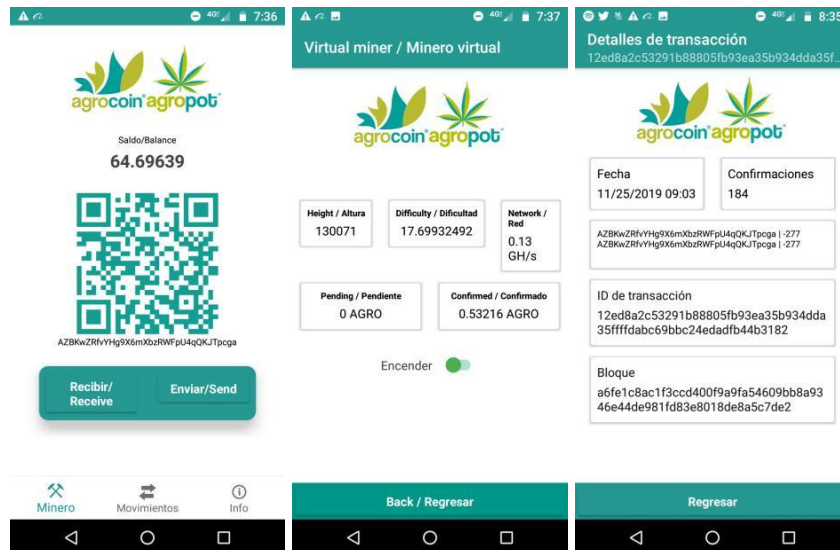 4G 7:36
agrocoin agropot
Saldo/Balance
64.69639
AZBKwZRfvYHg9X6mXbzRWFpU4qQKJTpcga
Recibir/
Receive
Enviar/Send
Minero
Movimientos
Info
4G 7:37
Virtual miner / Minero virtual
agrocoin agropot
Height / Altura
130071
Difficulty / Dificultad
17.69932492
Network /
Red
0.13
GH/s
Pending / Pendiente
0 AGRO
Confirmed / Confirmado
0.53216 AGRO
Encender
Back / Regresar
4G 8:35
Detalles de transacción
12ed8a2c53291b88805fb93ea35b934dda35f...
agrocoin agropot
Fecha
11/25/2019 09:03
Confirmaciones
184
AZBKwZRfvYHg9X6mXbzRWFpU4qQKJTpcga | -277
AZBKwZRfvYHg9X6mXbzRWFpU4qQKJTpcga | -277
ID de transacción
12ed8a2c53291b88805fb93ea35b934dda
35ffffdabc69bbc24edadfb44b3182
Bloque
a6fe1c8ac1f3ccd400f9a9fa54609bb8a93
46e44de981fd83e8018de8a5c7de2
Regresar